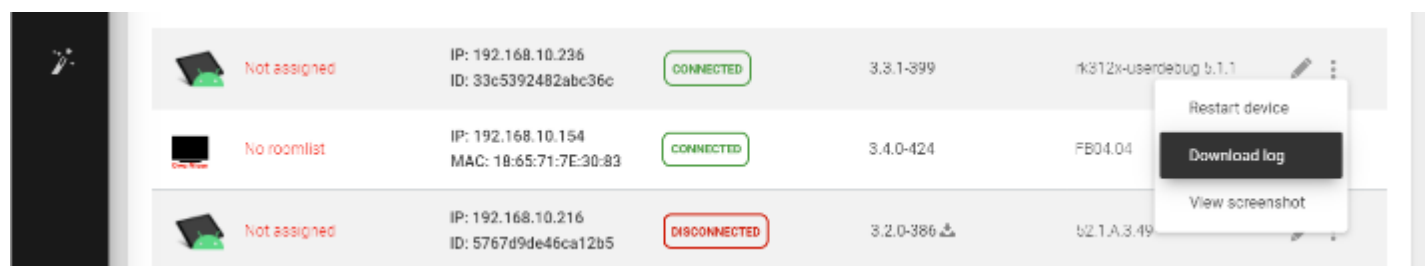 Not assigned
IP: 192.168.10.236
ID: 33c5392482abc36c
CONNECTED
3.3.1-399
rk312x-userdebug 5.1.1
Restart device
No roomlist
IP: 192.168.10.154
MAC: 18:65:71:7E:30:83
CONNECTED
3.4.0-424
FB04.04
Download log
View screenshot
Not assigned
IP: 192.168.10.216
ID: 5767d9de46ca12b5
DISCONNECTED
3.2.0-386
52.1.A.3.49